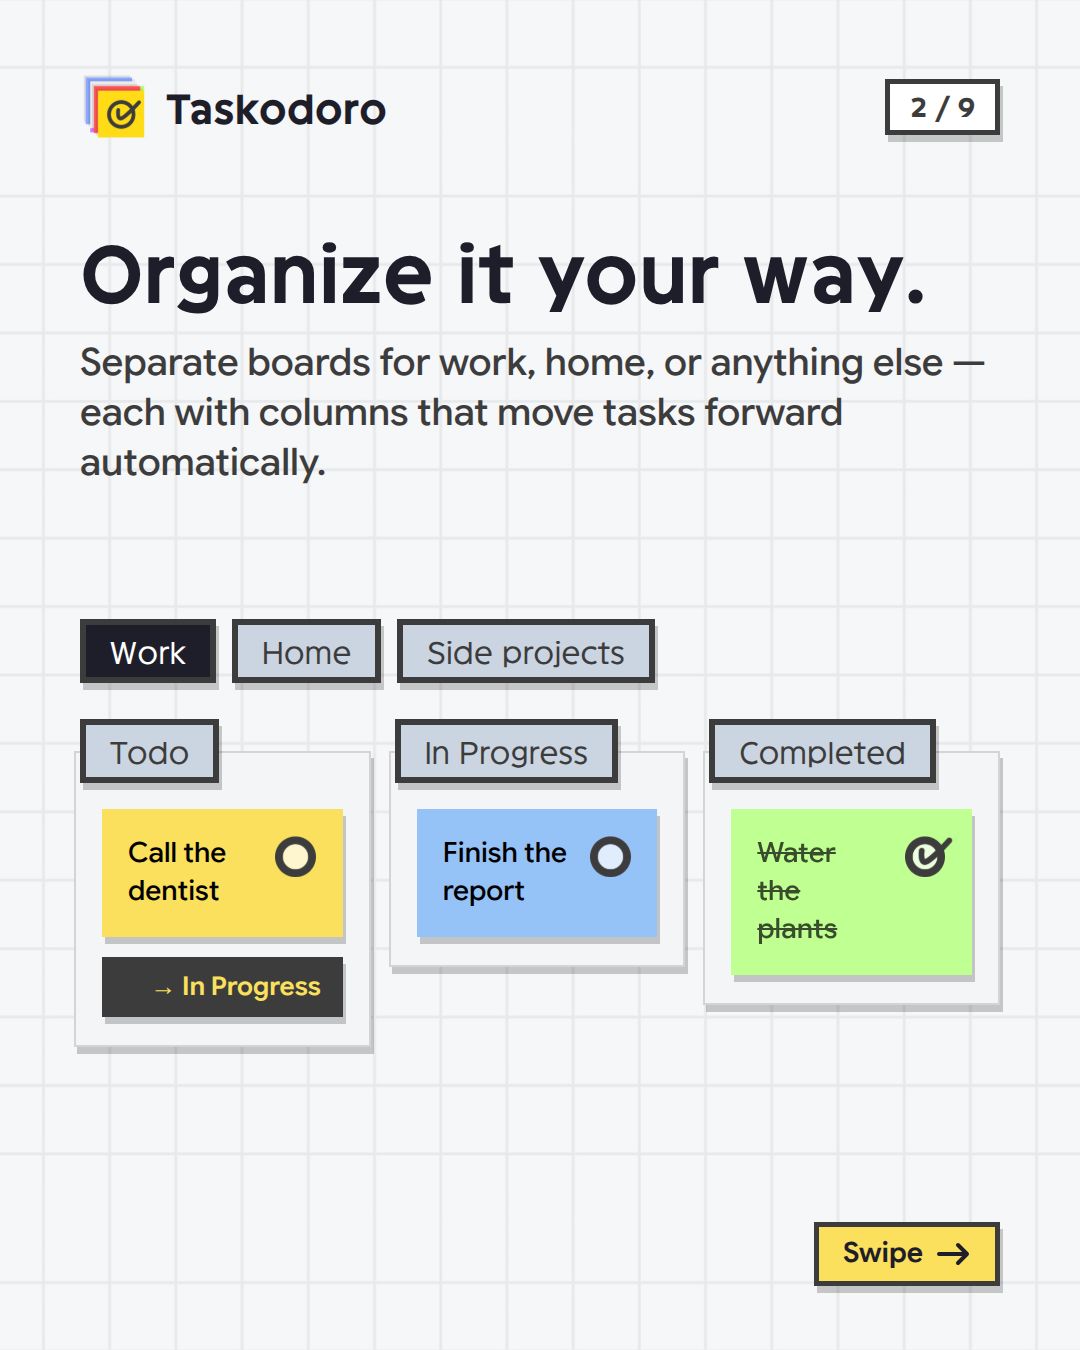 Taskodoro
2 / 9
Organize it your way.
Separate boards for work, home, or anything else —
each with columns that move tasks forward
automatically.
Work
Home
Side projects
Todo
In Progress
Completed
Call the
dentist
→ In Progress
Finish the
report
Water
the
plants
Swipe →